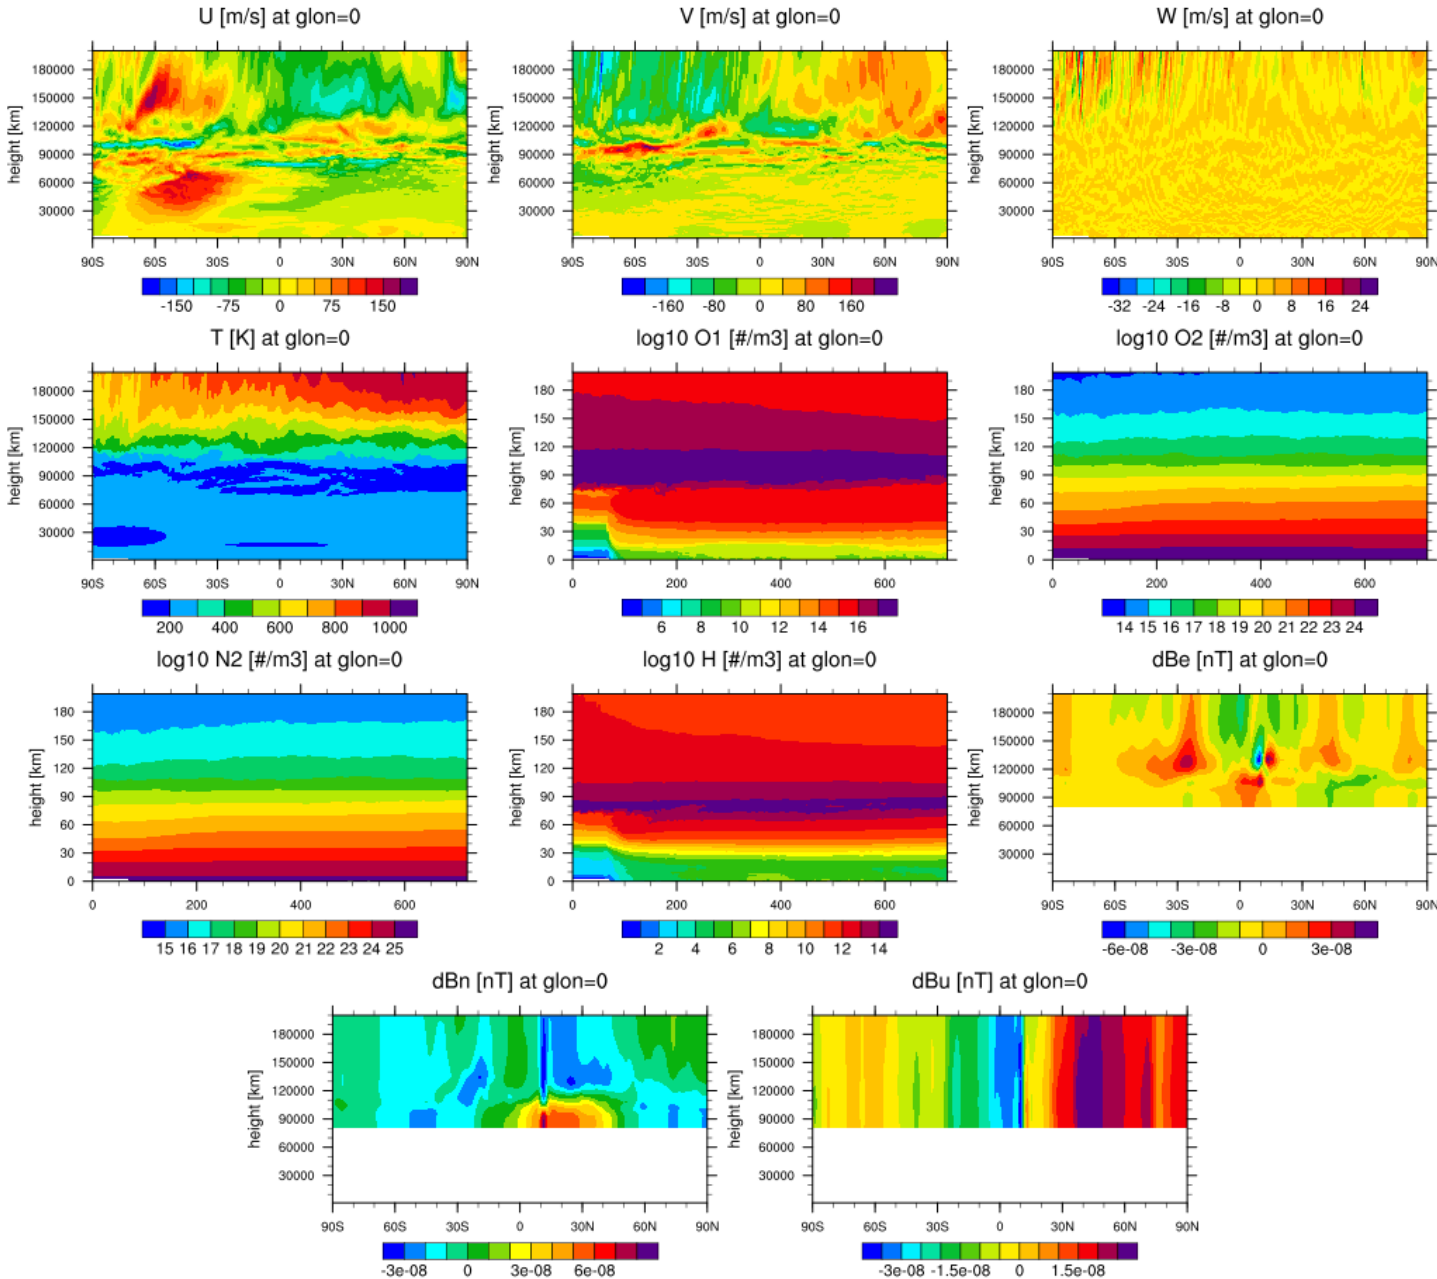 U [m/s] at glon=0
V [m/s] at glon=0
W [m/s] at glon=0
height [km]
180000
150000
120000
90000
60000
30000
90S 60S 30S 0 30N 60N 90N
-150 -75 0 75 150
height [km]
180000
150000
120000
90000
60000
30000
90S 60S 30S 0 30N 60N 90N
-160 -80 0 80 160
height [km]
180000
150000
120000
90000
60000
30000
90S 60S 30S 0 30N 60N 90N
-32 -24 -16 -8 0 8 16 24
T [K] at glon=0
log10 O1 [#/m3] at glon=0
log10 O2 [#/m3] at glon=0
height [km]
180000
150000
120000
90000
60000
30000
90S 60S 30S 0 30N 60N 90N
200 400 600 800 1000
height [km]
180
150
120
90
60
30
0
0 200 400 600
6 8 10 12 14 16
height [km]
180
150
120
90
60
30
0
0 200 400 600
14 15 16 17 18 19 20 21 22 23 24
log10 N2 [#/m3] at glon=0
log10 H [#/m3] at glon=0
dBe [nT] at glon=0
height [km]
180
150
120
90
60
30
0
0 200 400 600
15 16 17 18 19 20 21 22 23 24 25
height [km]
180
150
120
90
60
30
0
0 200 400 600
2 4 6 8 10 12 14
height [km]
180000
150000
120000
90000
60000
30000
90S 60S 30S 0 30N 60N 90N
-6e-08 -3e-08 0 3e-08
dBn [nT] at glon=0
dBu [nT] at glon=0
height [km]
180000
150000
120000
90000
60000
30000
90S 60S 30S 0 30N 60N 90N
-3e-08 0 3e-08 6e-08
height [km]
180000
150000
120000
90000
60000
30000
90S 60S 30S 0 30N 60N 90N
-3e-08 -1.5e-08 0 1.5e-08